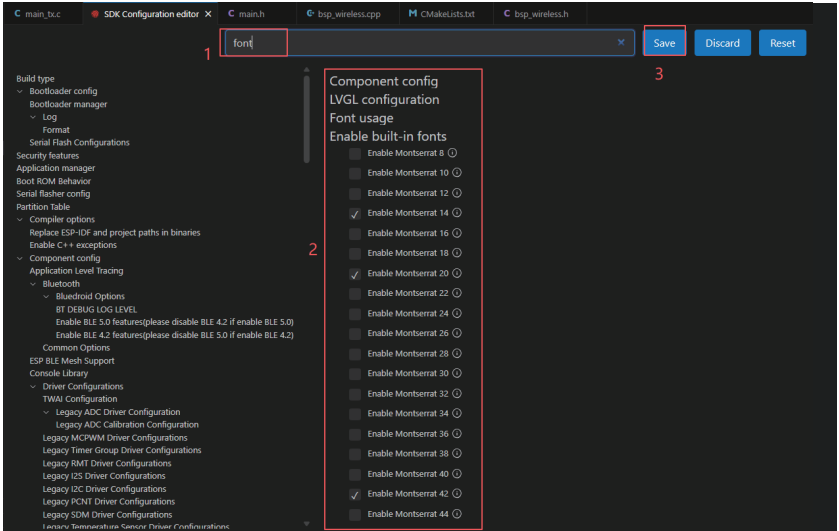 main_tx.c
SDK Configuration editor
main.h
bsp_wireless.cpp
CMakeLists.txt
bsp_wireless.h
1
font
Save
Discard
Reset
3
Build type
Bootloader config
Bootloader manager
Log
Format
Serial Flash Configurations
Security features
Application manager
Boot ROM Behavior
Serial flasher config
Partition Table
Compiler options
Replace ESP-IDF and project paths in binaries
Enable C++ exceptions
Component config
Application Level Tracing
Bluetooth
Bluedroid Options
BT DEBUG LOG LEVEL
Enable BLE 5.0 features(please disable BLE 4.2 if enable BLE 5.0)
Enable BLE 4.2 features(please disable BLE 5.0 if enable BLE 4.2)
Common Options
ESP BLE Mesh Support
Console Library
Driver Configurations
TWAI Configuration
Legacy ADC Driver Configuration
Legacy ADC Calibration Configuration
Legacy MCPWM Driver Configurations
Legacy Timer Group Driver Configurations
Legacy RMT Driver Configurations
Legacy I2S Driver Configurations
Legacy I2C Driver Configurations
Legacy PCNT Driver Configurations
Legacy SDM Driver Configurations
Legacy Temperature Sensor Driver Configurations
2
Component config
LVGL configuration
Font usage
Enable built-in fonts
Enable Montserrat 8
Enable Montserrat 10
Enable Montserrat 12
Enable Montserrat 14
Enable Montserrat 16
Enable Montserrat 18
Enable Montserrat 20
Enable Montserrat 22
Enable Montserrat 24
Enable Montserrat 26
Enable Montserrat 28
Enable Montserrat 30
Enable Montserrat 32
Enable Montserrat 34
Enable Montserrat 36
Enable Montserrat 38
Enable Montserrat 40
Enable Montserrat 42
Enable Montserrat 44